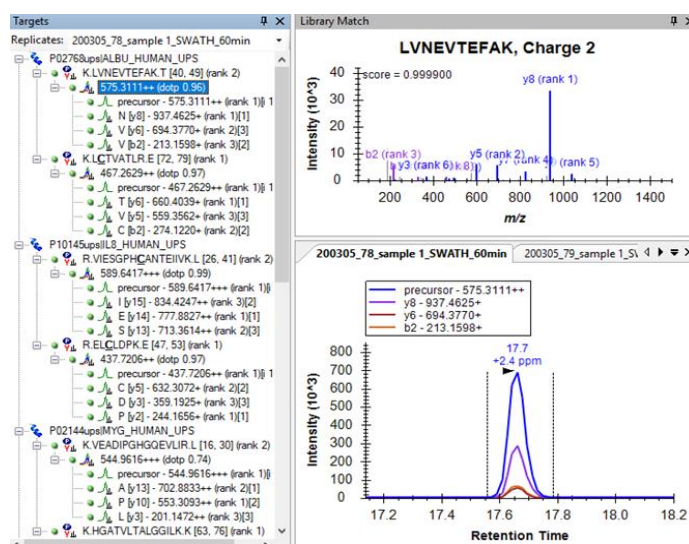 Targets
Replicates: 200305_78_sample 1_SWATH_60min
P02768ups|ALBU_HUMAN_UPS
K.LVNEVTEFAK.T [40, 49] (rank 2)
575.3111++ (dotp 0.96)
precursor - 575.3111++ (rank 1)[
N [y8] - 937.4625+ (rank 1)[1]
V [y6] - 694.3770+ (rank 2)[3]
V [b2] - 213.1598+ (rank 3)[2]
K.LCTVATLR.E [72, 79] (rank 1)
467.2629++ (dotp 0.97)
precursor - 467.2629++ (rank 1)[
T [y6] - 660.4039+ (rank 1)[1]
V [y5] - 559.3562+ (rank 3)[3]
C [b2] - 274.1220+ (rank 2)[2]
P10145ups|IL8_HUMAN_UPS
R.VIESGPHCANTEIIVK.L [26, 41] (rank 2)
589.6417+++ (dotp 0.99)
precursor - 589.6417+++ (rank 1)[
I [y15] - 834.4247++ (rank 3)[2]
E [y14] - 777.8827++ (rank 1)[1]
S [y13] - 713.3614++ (rank 2)[3]
R.ELCLDPK.E [47, 53] (rank 1)
437.7206++ (dotp 0.97)
precursor - 437.7206++ (rank 1)[
C [y5] - 632.3072+ (rank 2)[2]
D [y3] - 359.1925+ (rank 3)[3]
P [y2] - 244.1656+ (rank 1)[1]
P02144ups|MYG_HUMAN_UPS
K.VEADIPGHGQEVLIR.L [16, 30] (rank 2)
544.9616+++ (dotp 0.74)
precursor - 544.9616+++ (rank 1)[
A [y13] - 702.8833++ (rank 2)[1]
P [y10] - 553.3093++ (rank 1)[2]
L [y3] - 201.1472++ (rank 3)[3]
K.HGATVLTALGGILK.K [63, 76] (rank 1)
Library Match
LVNEVTEFAK, Charge 2
score = 0.999900
y8 (rank 1)
b2 (rank 3)
y5 (rank 2)
y3 (rank 6)
(rank 5)
Intensity (10^3)
40
30
20
10
0
200 400 600 800 1000 1200 1400
m/z
200305_78_sample 1_SWATH_60min
200305_79_sample 1_S
precursor - 575.3111++
y8 - 937.4625+
y6 - 694.3770+
b2 - 213.1598+
17.7
+2.4 ppm
Intensity (10^3)
800
700
600
500
400
300
200
100
0
17.2 17.4 17.6 17.8 18.0 18.2
Retention Time